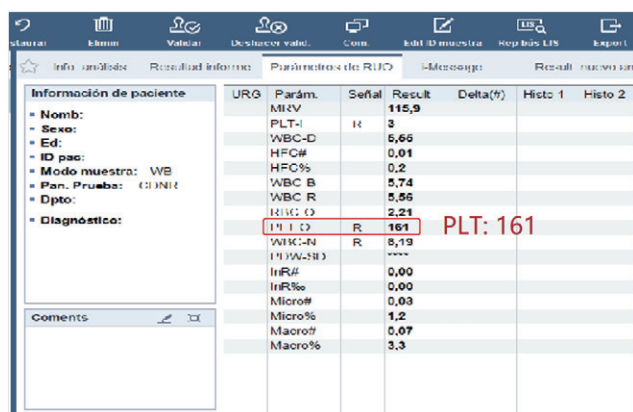 staurar Elimin Validar Deshacer valid. Com. Edit ID muestra Rep bús LIS Export
Info análisis Resultad informe Parámetros de RUO I-Message Result nuevo an
Información de paciente
Nomb:
Sexo:
Ed:
ID pac:
Modo muestra: WB
Pan. Prueba: CDNR
Dpto:
Diagnóstico:
Coments
URG Parám. Señal Result Delta(#) Histo 1 Histo 2
MRV 115,9
PLT-I R 3
WBC-D 5,55
HFC# 0,01
HFC% 0,2
WBC-B 5,74
WBC-R 5,56
RBC-O 2,21
PLT-O R 161
PLT: 161
WBC-N R 8,19
PDW-SD ****
InR# 0,00
InR‰ 0,00
Micro# 0,03
Micro% 1,2
Macro# 0,07
Macro% 3,3